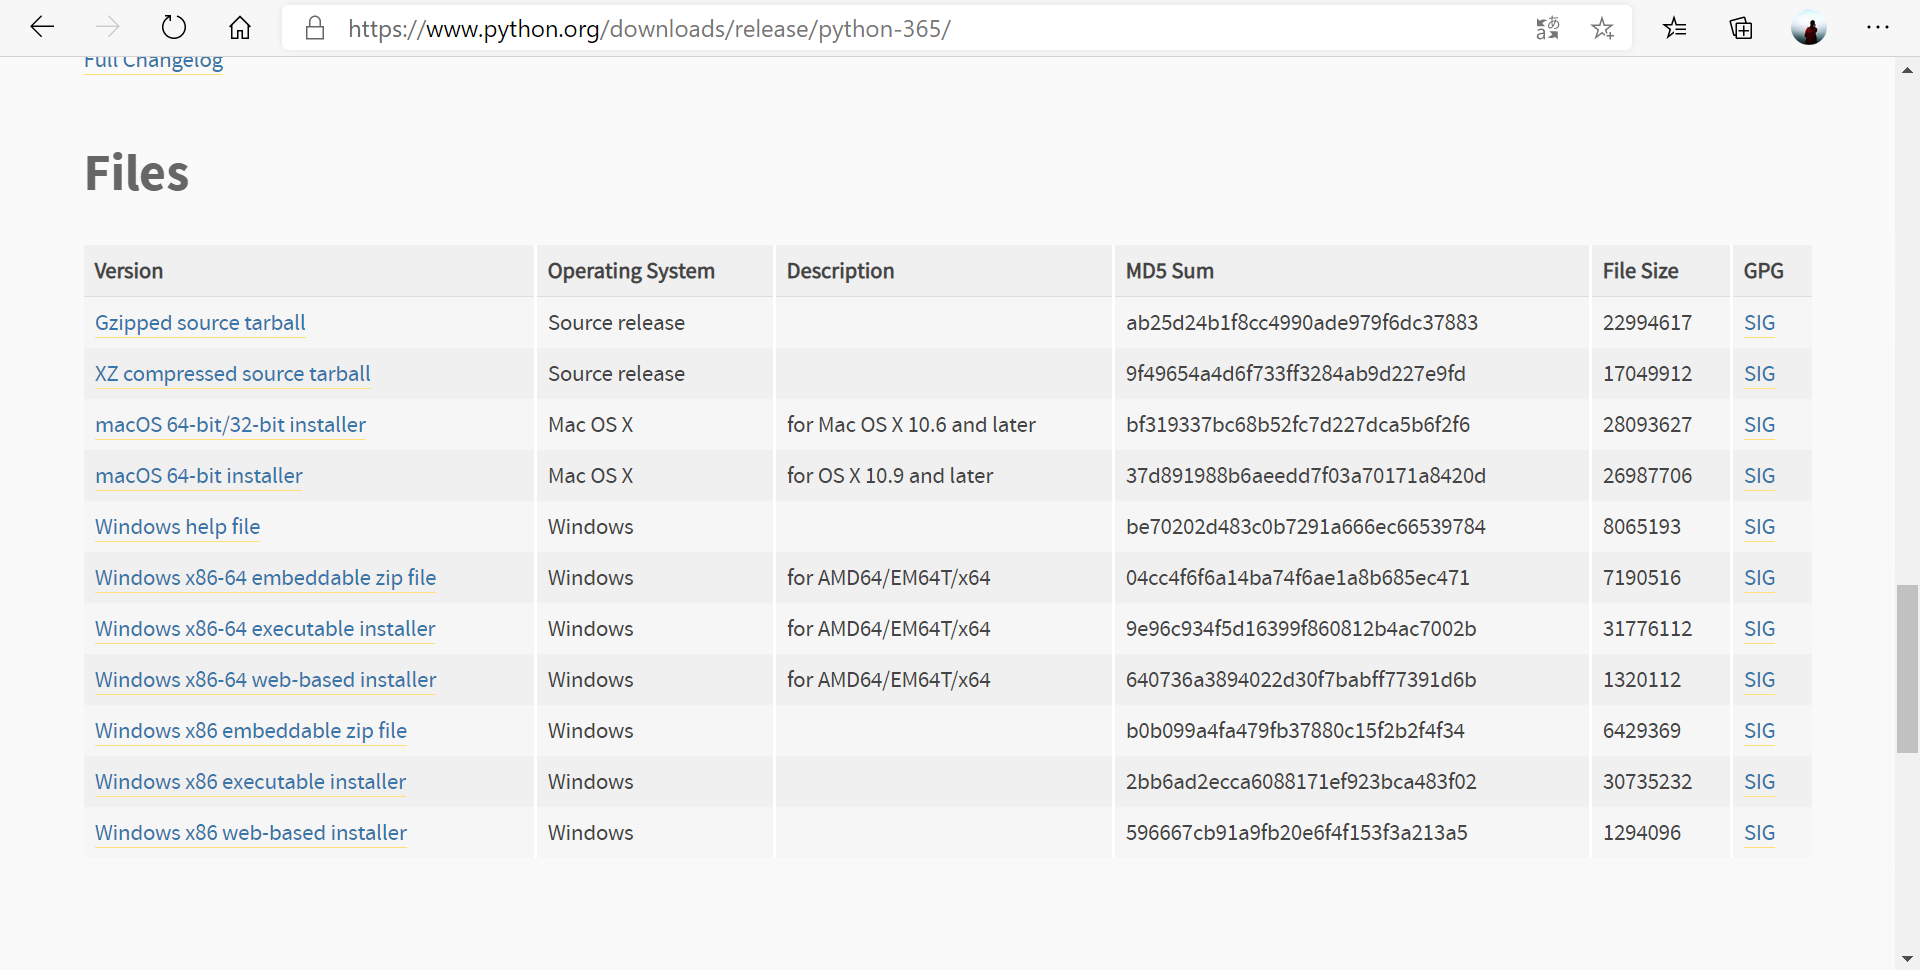 https://www.python.org/downloads/release/python-365/
Full Changelog
Files
Version Operating System Description MD5 Sum File Size GPG
Gzipped source tarball Source release ab25d24b1f8cc4990ade979f6dc37883 22994617 SIG
XZ compressed source tarball Source release 9f49654a4d6f733ff3284ab9d227e9fd 17049912 SIG
macOS 64-bit/32-bit installer Mac OS X for Mac OS X 10.6 and later bf319337bc68b52fc7d227dca5b6f2f6 28093627 SIG
macOS 64-bit installer Mac OS X for OS X 10.9 and later 37d891988b6aeedd7f03a70171a8420d 26987706 SIG
Windows help file Windows be70202d483c0b7291a666ec66539784 8065193 SIG
Windows x86-64 embeddable zip file Windows for AMD64/EM64T/x64 04cc4f6f6a14ba74f6ae1a8b685ec471 7190516 SIG
Windows x86-64 executable installer Windows for AMD64/EM64T/x64 9e96c934f5d16399f860812b4ac7002b 31776112 SIG
Windows x86-64 web-based installer Windows for AMD64/EM64T/x64 640736a3894022d30f7babff77391d6b 1320112 SIG
Windows x86 embeddable zip file Windows b0b099a4fa479fb37880c15f2b2f4f34 6429369 SIG
Windows x86 executable installer Windows 2bb6ad2ecca6088171ef923bca483f02 30735232 SIG
Windows x86 web-based installer Windows 596667cb91a9fb20e6f4f153f3a213a5 1294096 SIG